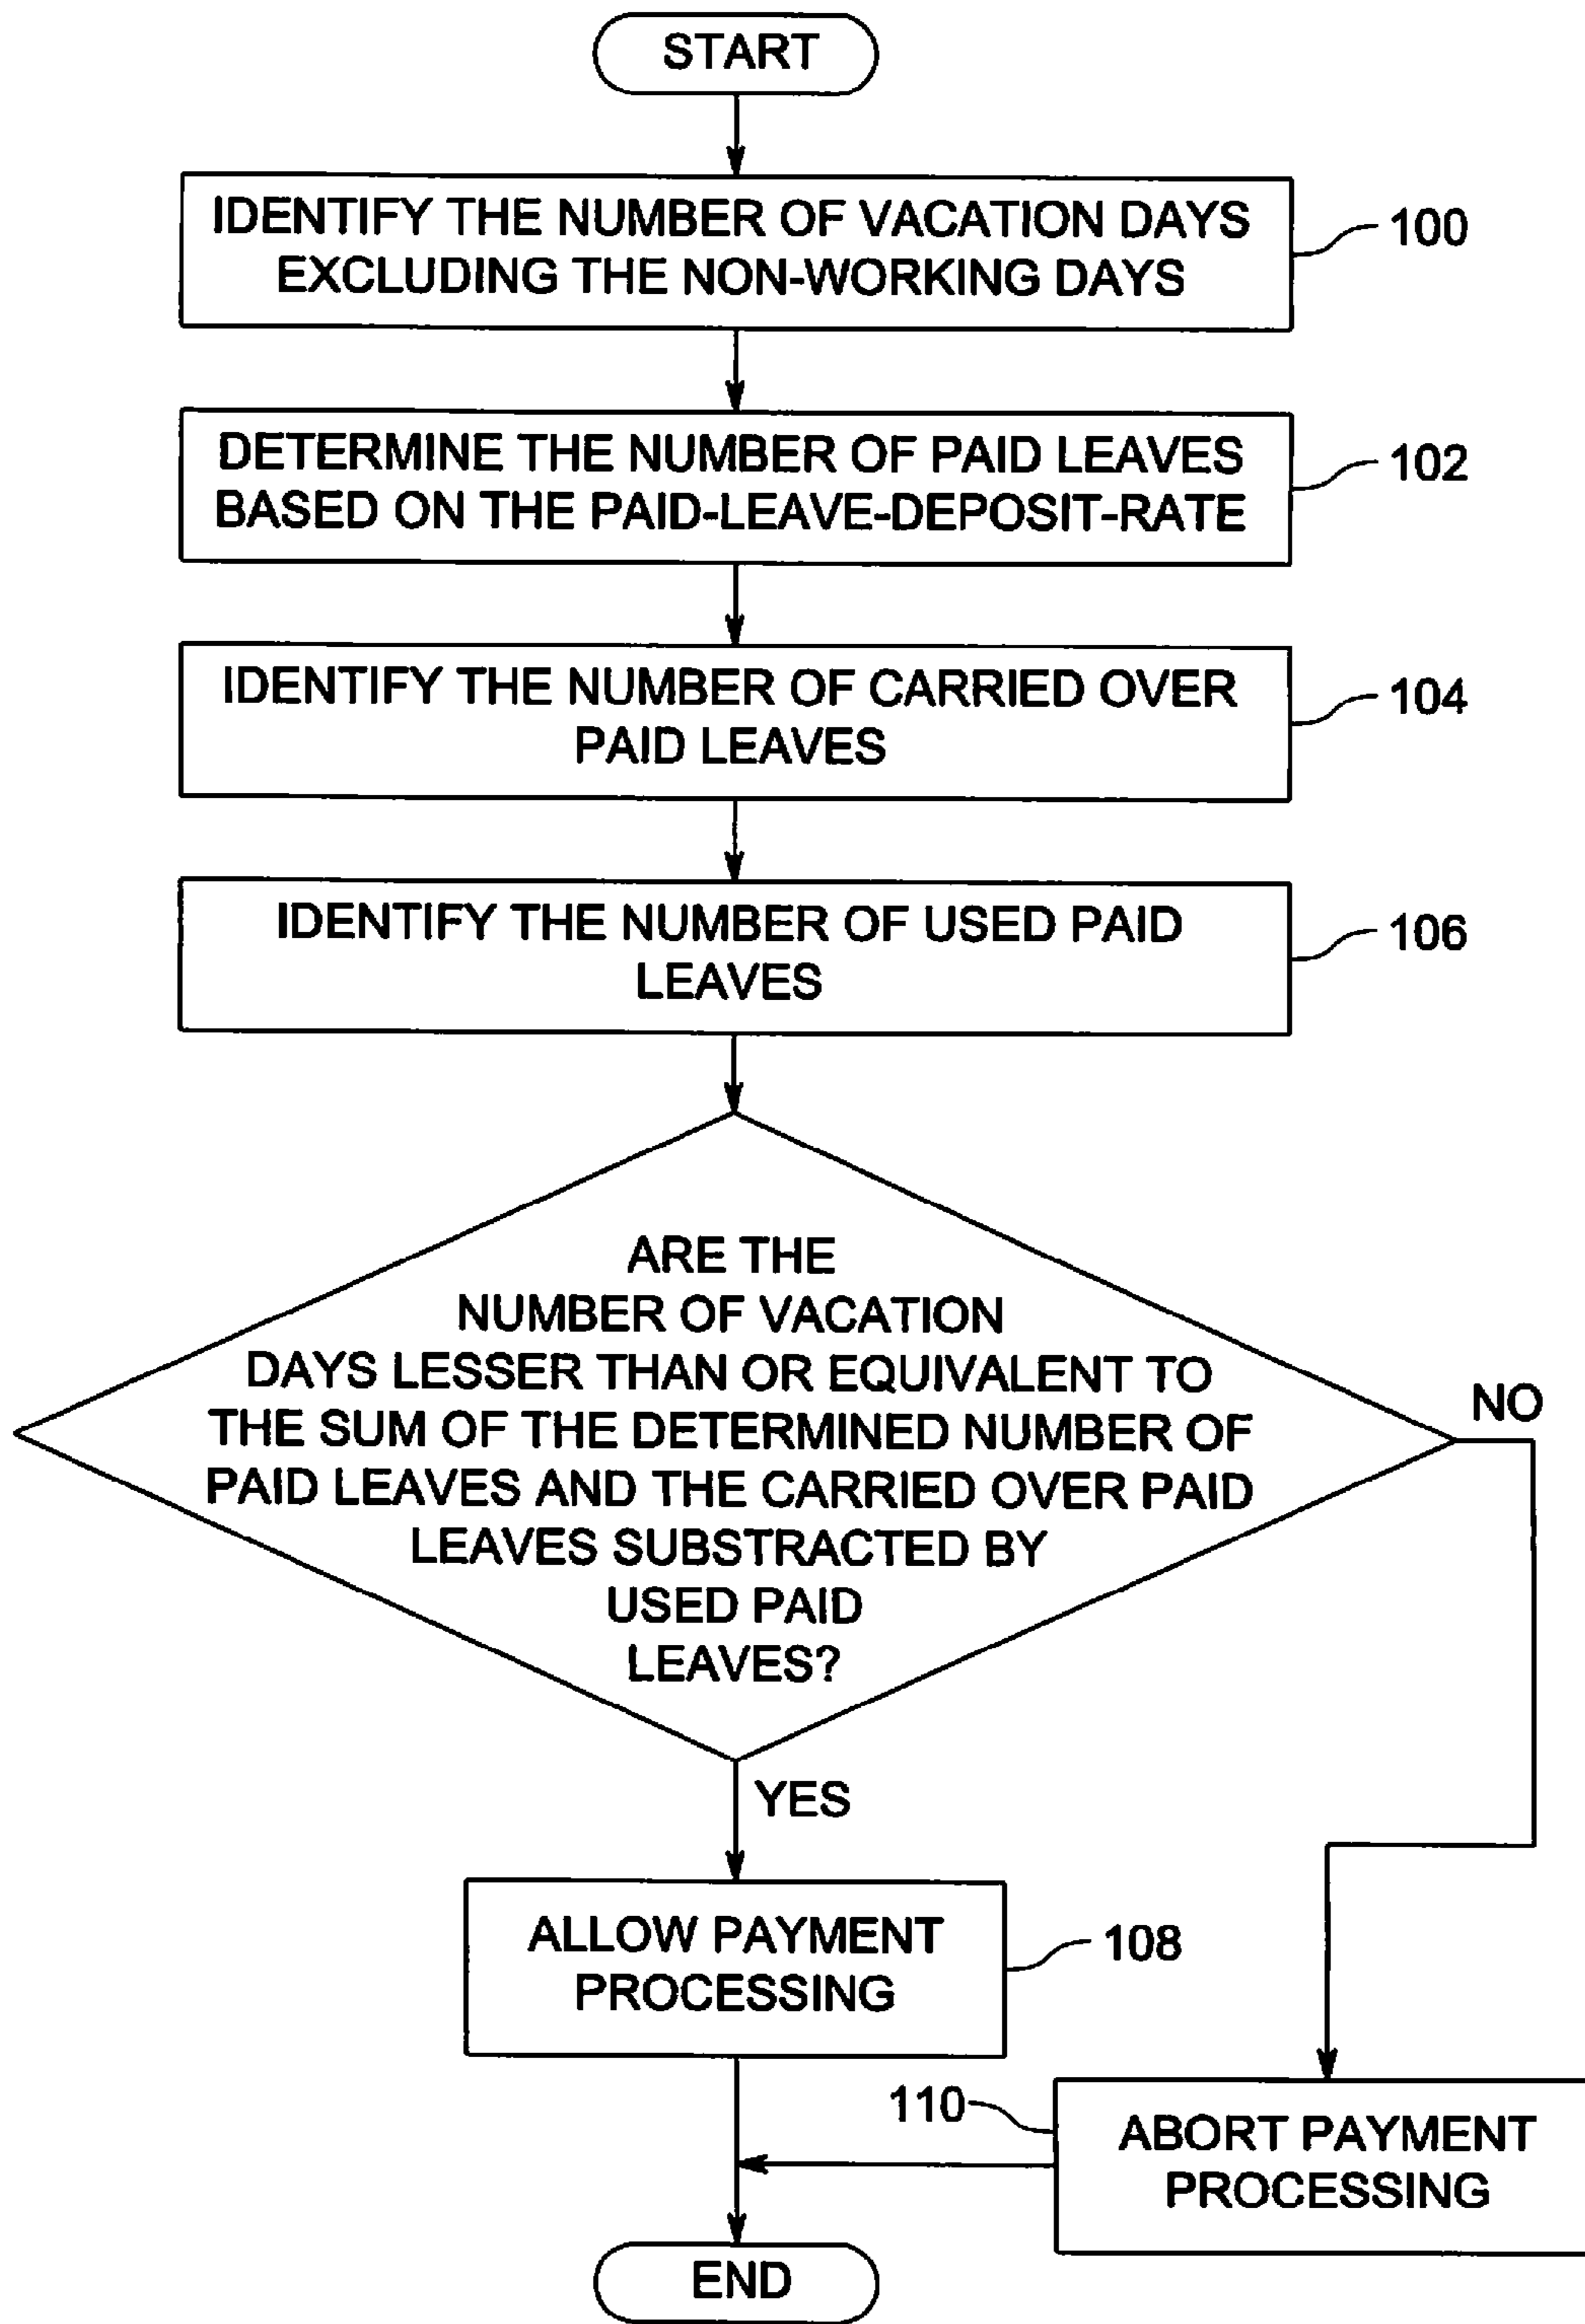 START
IDENTIFY THE NUMBER OF VACATION DAYS
EXCLUDING THE NON-WORKING DAYS
100
DETERMINE THE NUMBER OF PAID LEAVES
BASED ON THE PAID-LEAVE-DEPOSIT-RATE
102
IDENTIFY THE NUMBER OF CARRIED OVER
PAID LEAVES
104
IDENTIFY THE NUMBER OF USED PAID
LEAVES
106
ARE THE
NUMBER OF VACATION
DAYS LESSER THAN OR EQUIVALENT TO
THE SUM OF THE DETERMINED NUMBER OF
PAID LEAVES AND THE CARRIED OVER PAID
LEAVES SUBSTRACTED BY
USED PAID
LEAVES?
NO
YES
ALLOW PAYMENT
PROCESSING
108
110
ABORT PAYMENT
PROCESSING
END